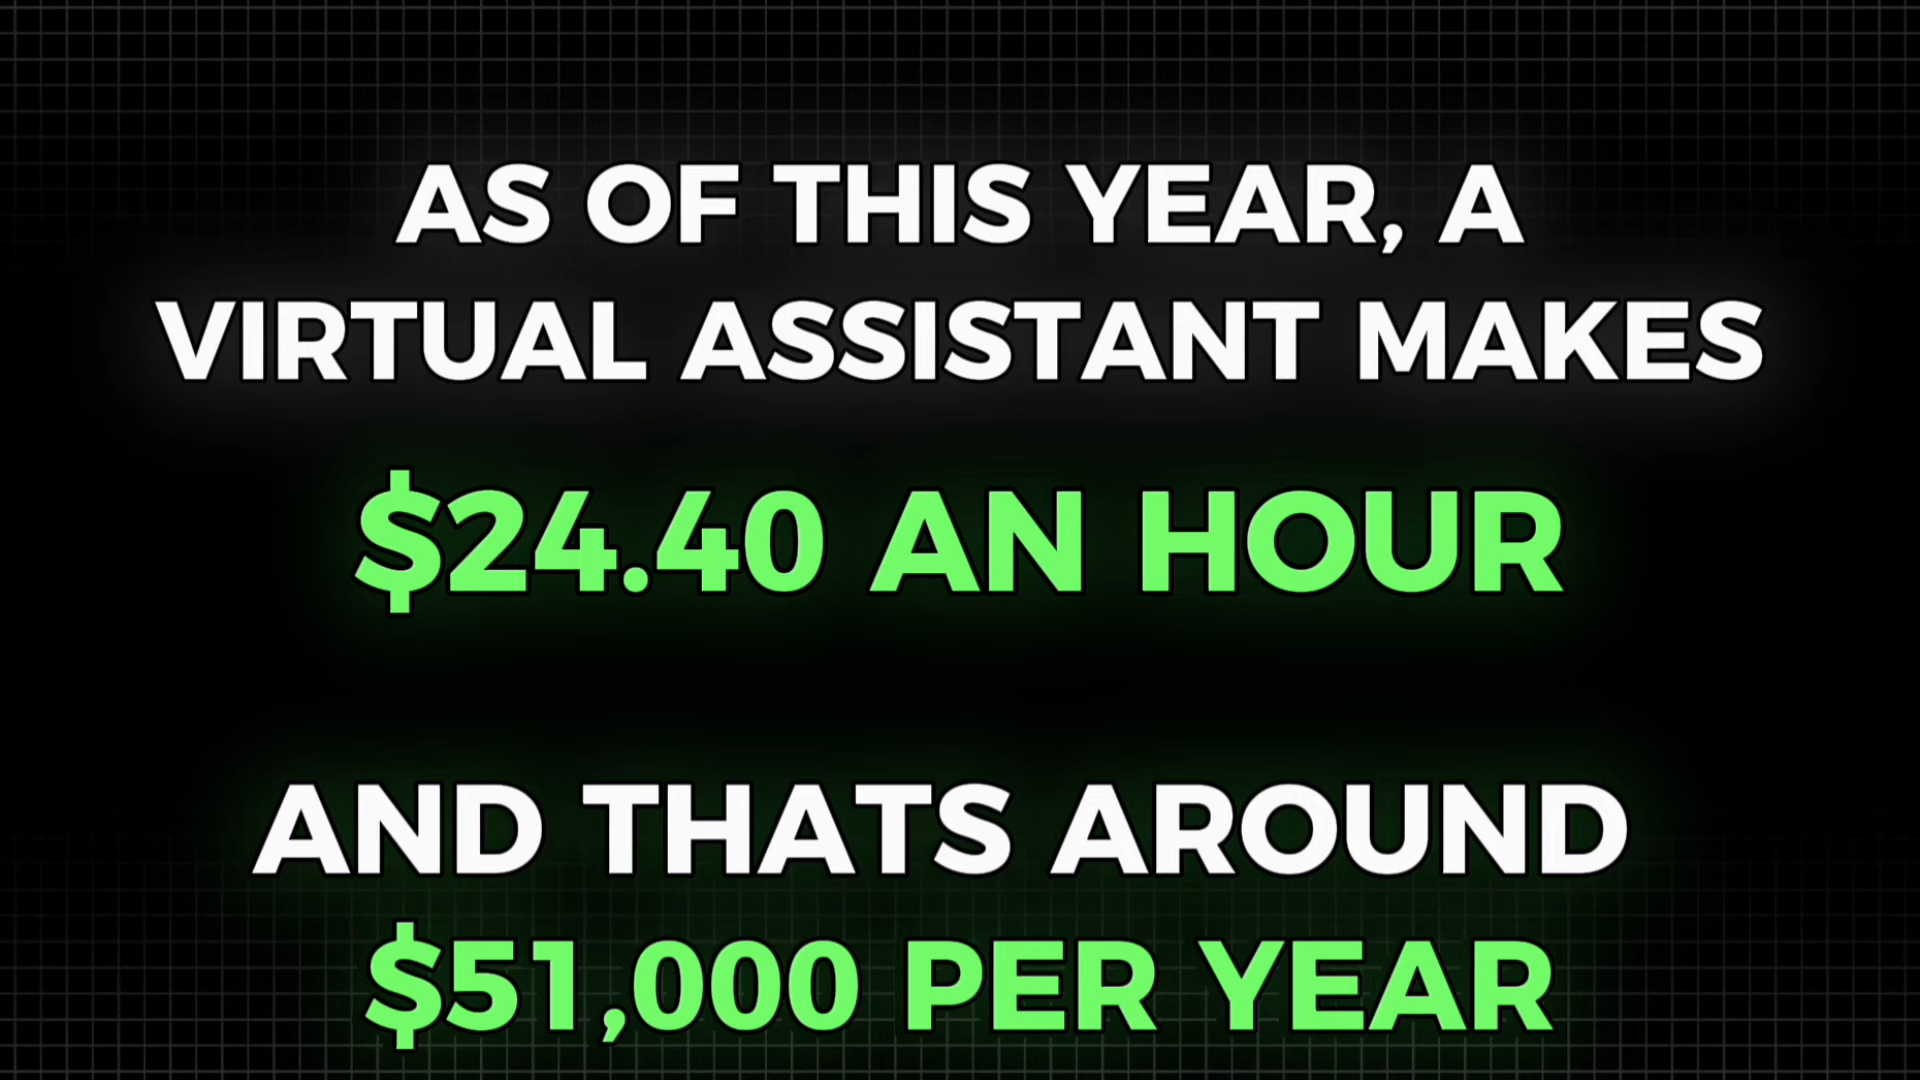 AS OF THIS YEAR, A
VIRTUAL ASSISTANT MAKES
$24.40 AN HOUR
AND THATS AROUND
$51,000 PER YEAR